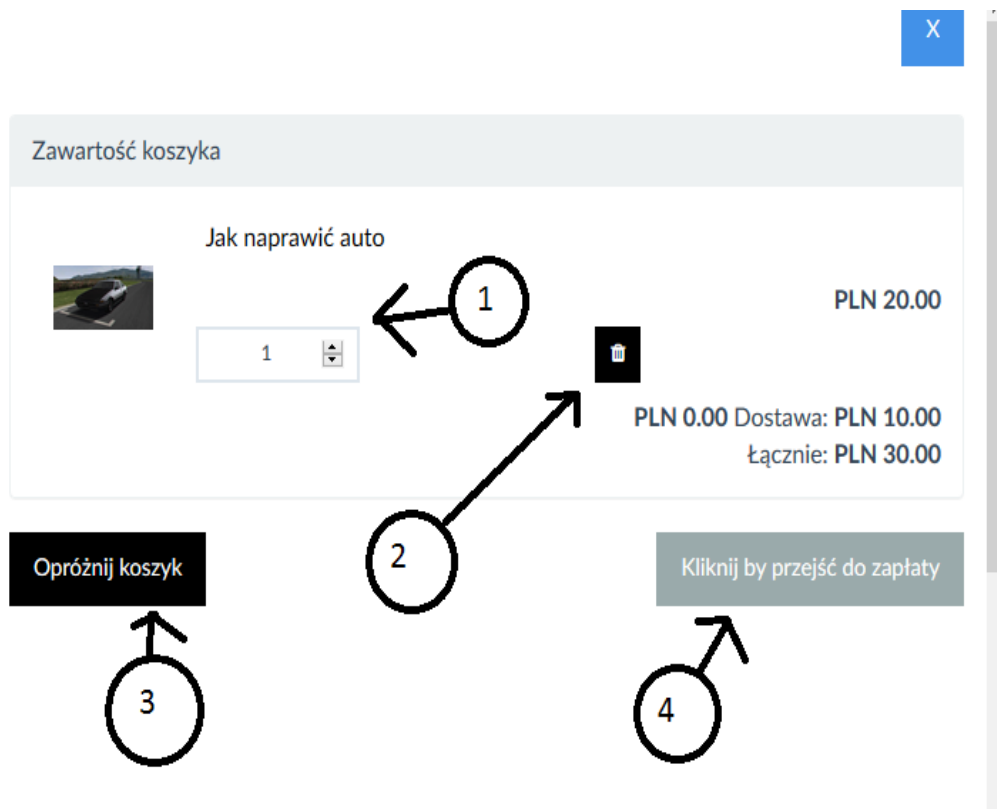 X
Zawartość koszyka
Jak naprawić auto
1
PLN 20.00
1
PLN 0.00 Dostawa: PLN 10.00
Łącznie: PLN 30.00
2
Opróżnij koszyk
Kliknij by przejść do zapłaty
3
4